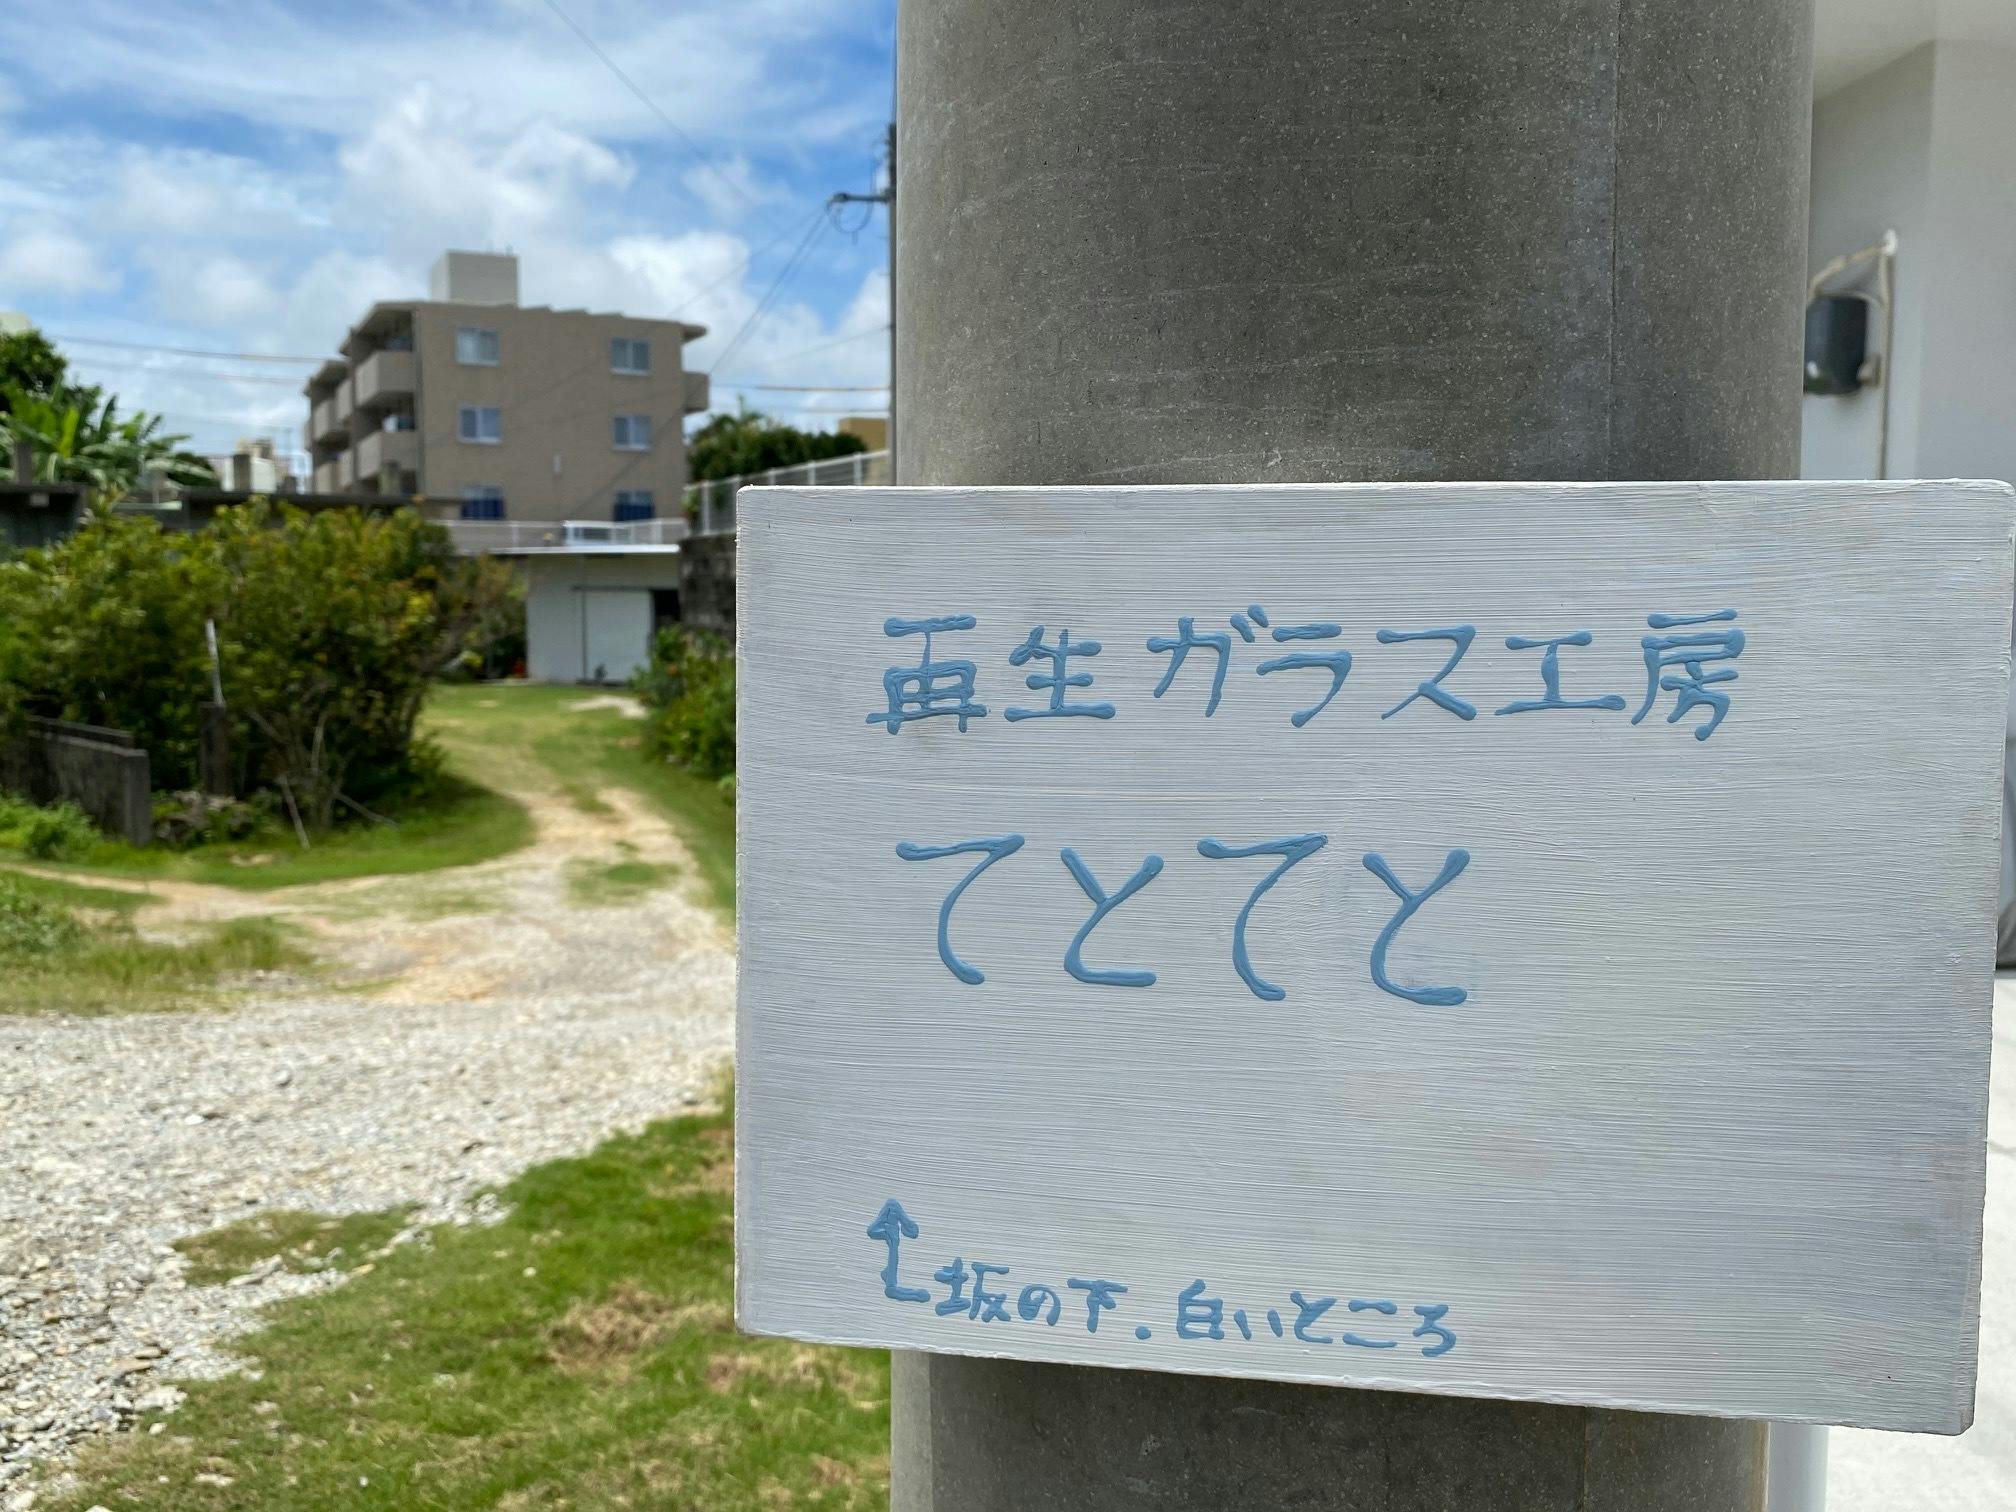 再生ガラス工房
てとてと
坂の下.白いところ